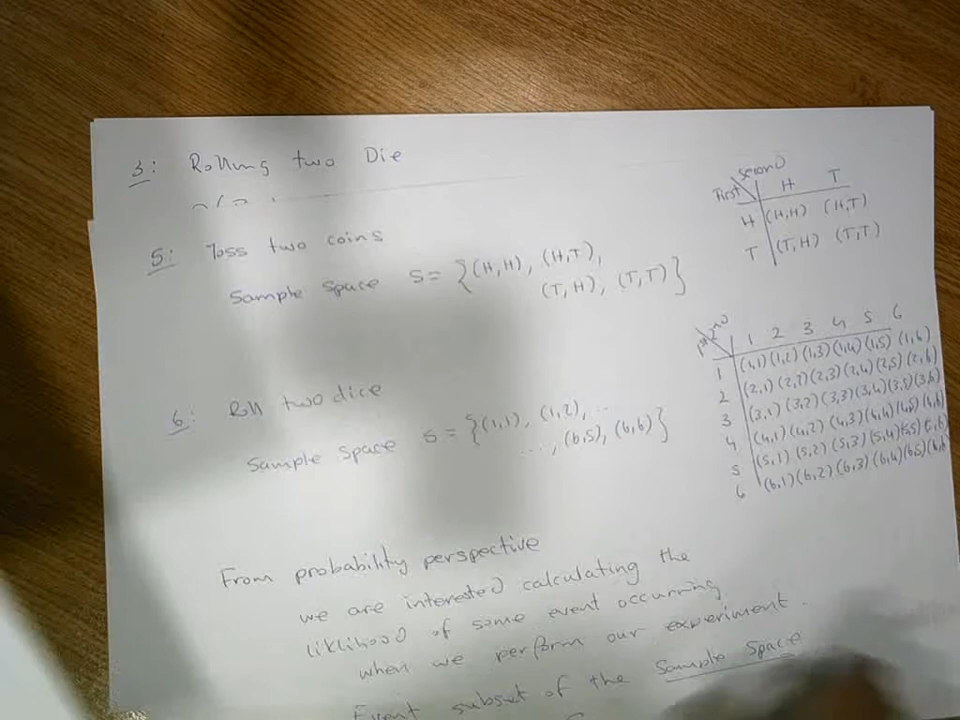 3: Rolling two Die
5: Toss two coins
Sample space S = {(H,H), (H,T),
(T,H), (T,T)}
Second
First H T
H (H,H) (H,T)
T (T,H) (T,T)
6: Roll two dice
Sample space S = {(1,1), (1,2), ..
..., (6,5), (6,6)}
2nd
1 2 3 4 5 6
1 (1,1) (1,2) (1,3) (1,4) (1,5) (1,6)
2 (2,1) (2,2) (2,3) (2,4) (2,5) (2,6)
3 (3,1) (3,2) (3,3) (3,4) (3,5) (3,6)
4 (4,1) (4,2) (4,3) (4,4) (4,5) (4,6)
5 (5,1) (5,2) (5,3) (5,4) (5,5) (5,6)
6 (6,1) (6,2) (6,3) (6,4) (6,5) (6,6)
From probability perspective
we are interested calculating the
liklihood of some event occurring
when we perform our experiment.
Event subset of the Sample Space